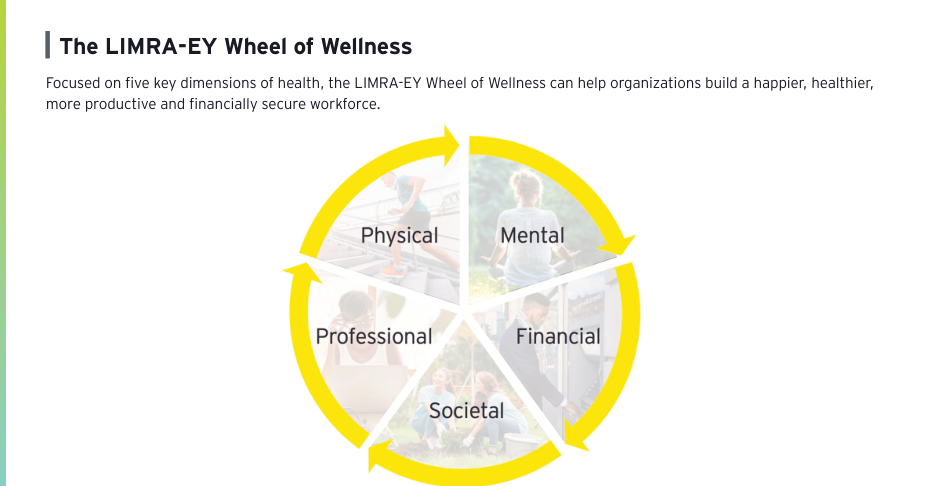 The LIMRA-EY Wheel of Wellness
Focused on five key dimensions of health, the LIMRA-EY Wheel of Wellness can help organizations build a happier, healthier,
more productive and financially secure workforce.
Physical
Mental
Professional
Financial
Societal